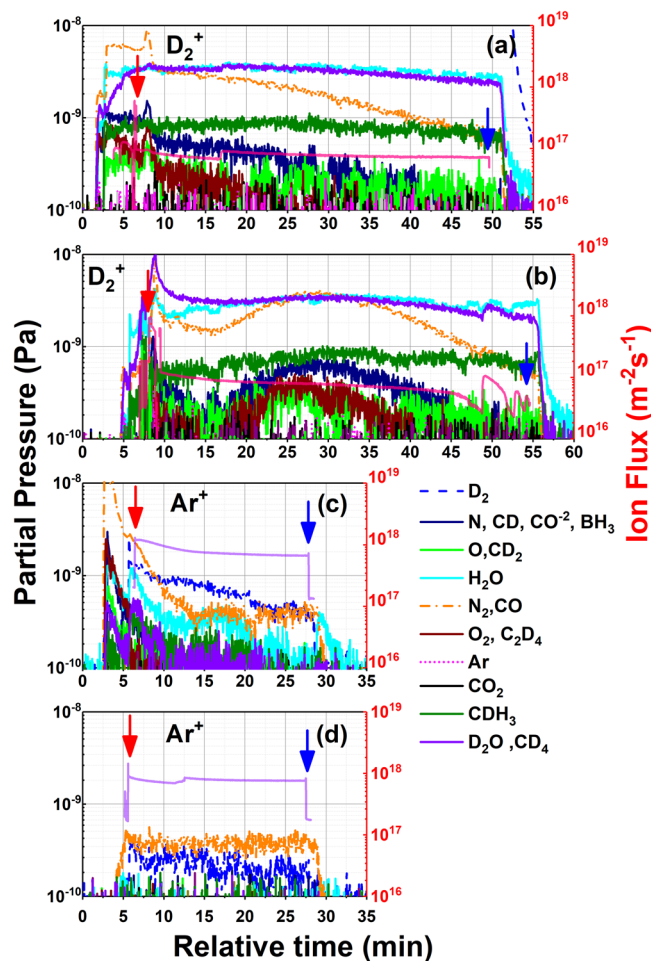 10⁻⁸
10⁻⁹
10⁻¹⁰
D₂⁺
(a)
10¹⁹
10¹⁸
10¹⁷
10¹⁶
0 5 10 15 20 25 30 35 40 45 50 55
10⁻⁸
10⁻⁹
10⁻¹⁰
D₂⁺
(b)
10¹⁹
10¹⁸
10¹⁷
10¹⁶
0 5 10 15 20 25 30 35 40 45 50 55 60
Partial Pressure (Pa)
Ion Flux (m⁻²s⁻¹)
10⁻⁸
10⁻⁹
10⁻¹⁰
Ar⁺
(c)
10¹⁹
10¹⁸
10¹⁷
10¹⁶
0 5 10 15 20 25 30 35
D₂
N, CD, CO⁻², BH₃
O,CD₂
H₂O
N₂,CO
O₂, C₂D₄
Ar
CO₂
CDH₃
D₂O ,CD₄
10⁻⁸
10⁻⁹
10⁻¹⁰
Ar⁺
(d)
10¹⁹
10¹⁸
10¹⁷
10¹⁶
0 5 10 15 20 25 30 35
Relative time (min)